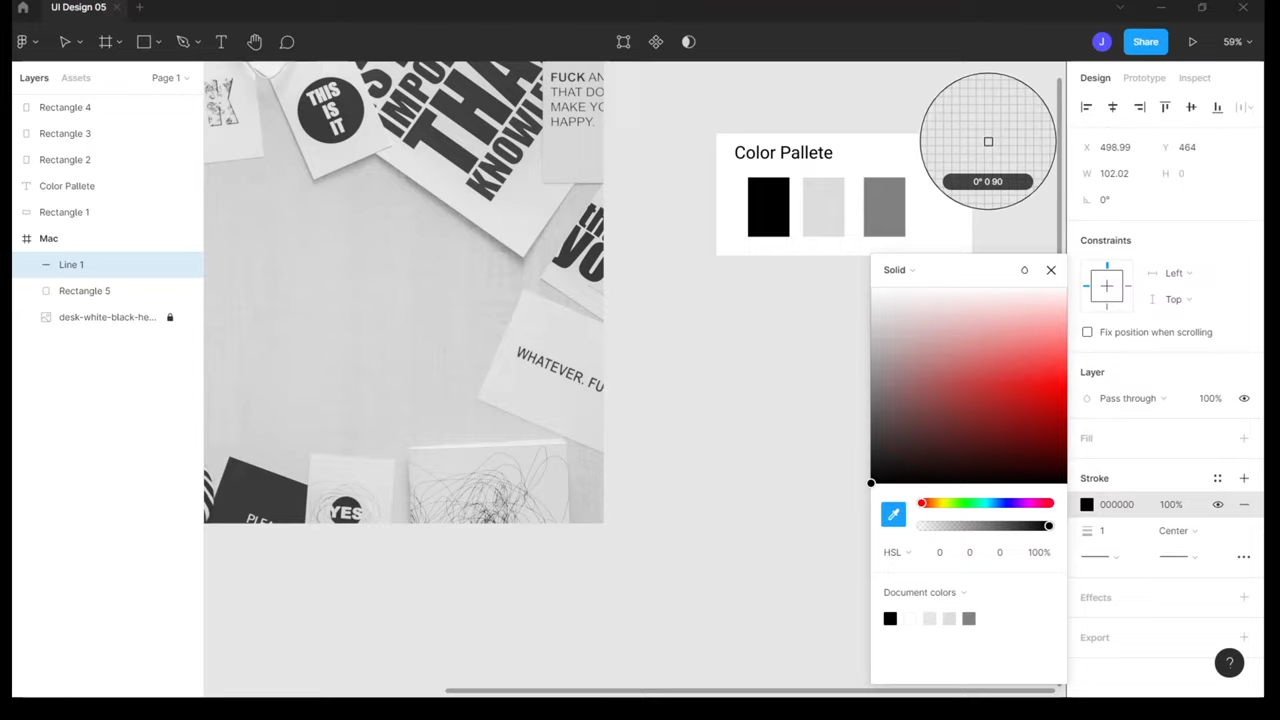 UI Design 05
J
Share
59%
Layers
Assets
Page 1
Rectangle 4
Rectangle 3
Rectangle 2
Color Pallete
Rectangle 1
Mac
Line 1
Rectangle 5
desk-white-black-he...
THIS
IS
IT
KNOWL
FUCK AN
THAT DO
MAKE YO
HAPPY.
WHATEVER. FU
YES
Color Pallete
0° 0 90
Solid
HSL
0
0
0
100%
Document colors
Design
Prototype
Inspect
X
498.99
Y
464
W
102.02
H
0
0°
Constraints
Left
Top
Fix position when scrolling
Layer
Pass through
100%
Fill
Stroke
000000
100%
1
Center
Effects
Export
?